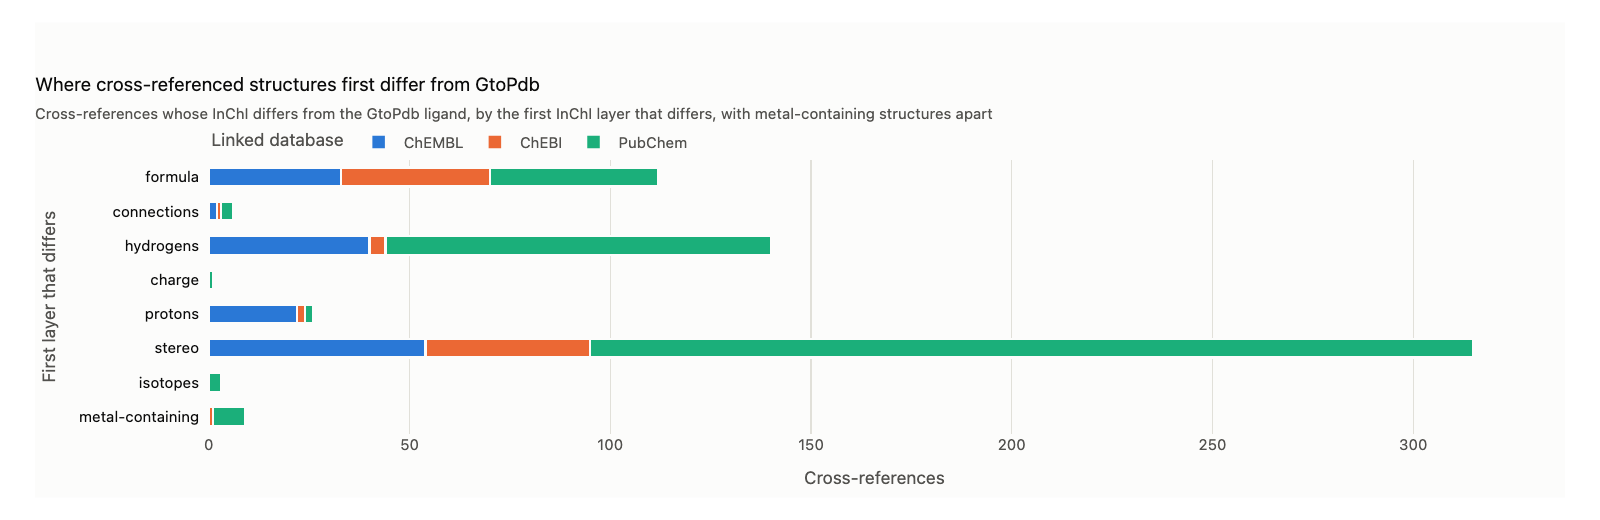 Where cross-referenced structures first differ from GtoPdb
Cross-references whose InChI differs from the GtoPdb ligand, by the first InChI layer that differs, with metal-containing structures apart
Linked database ChEMBL ChEBI PubChem
First layer that differs
formula
connections
hydrogens
charge
protons
stereo
isotopes
metal-containing
0 50 100 150 200 250 300
Cross-references